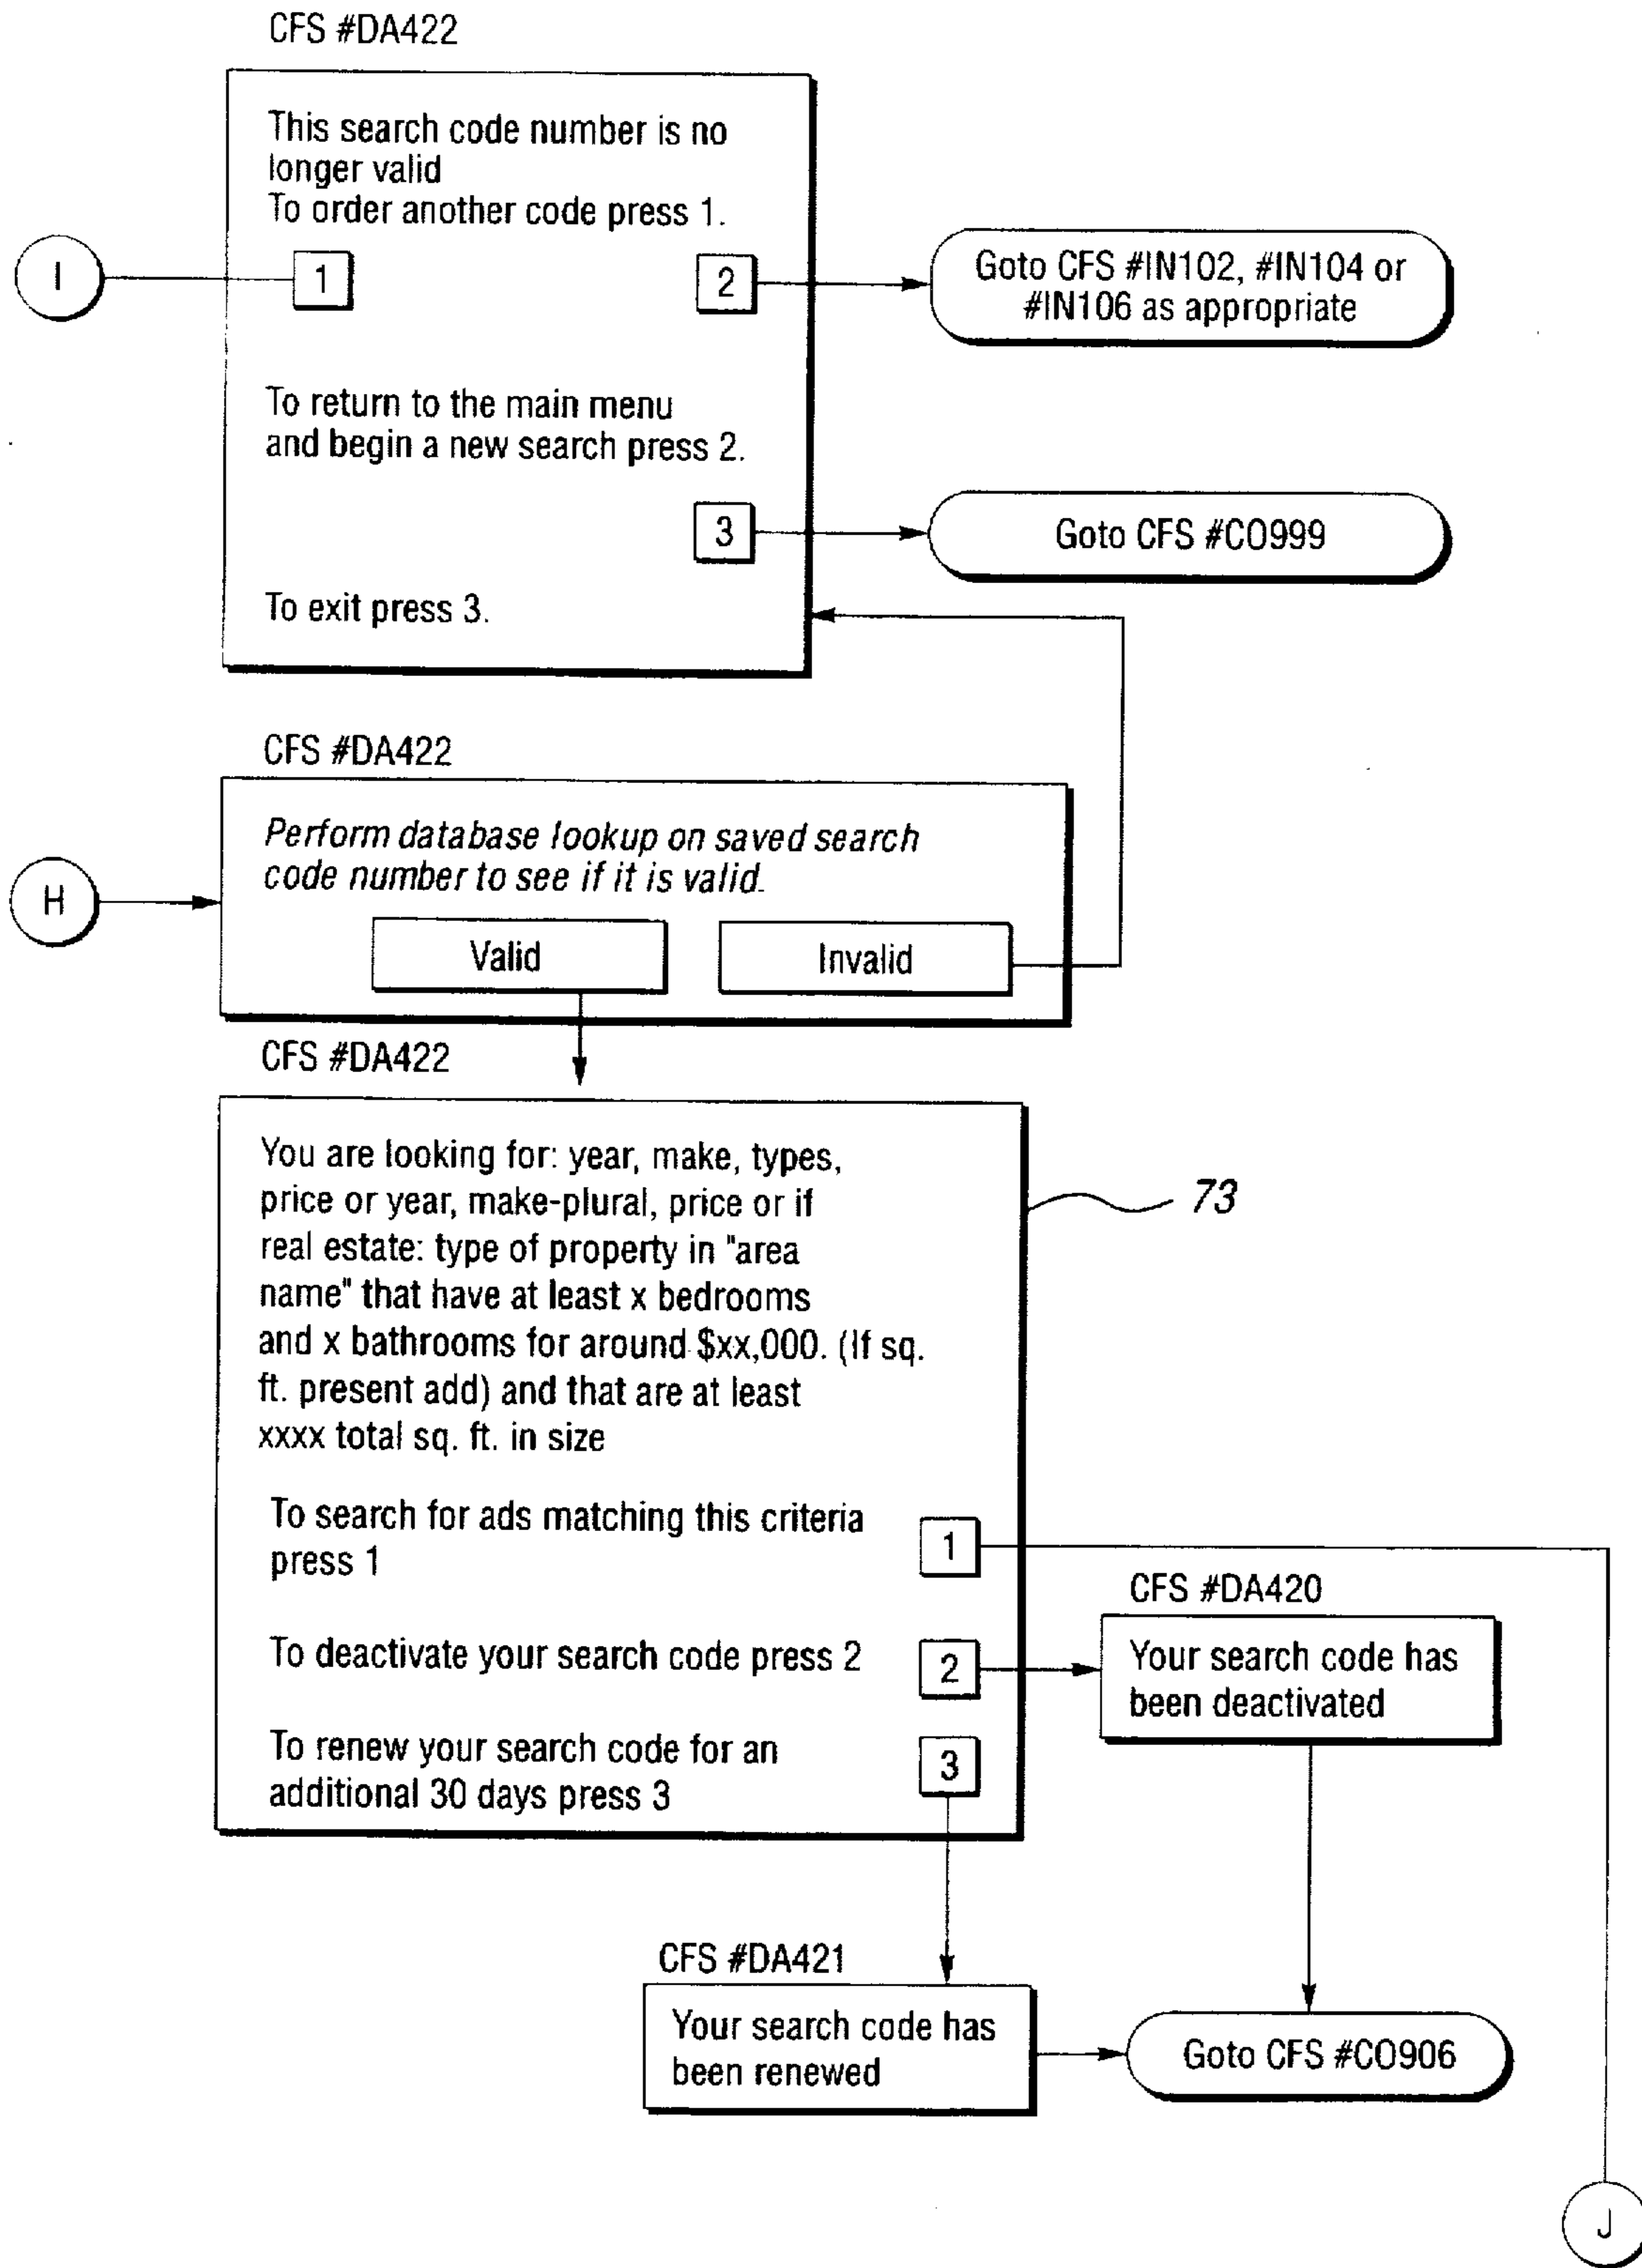 CFS #DA422
This search code number is no
longer valid
To order another code press 1.
I
1
2
Goto CFS #IN102, #IN104 or
#IN106 as appropriate
To return to the main menu
and begin a new search press 2.
3
Goto CFS #CO999
To exit press 3.
CFS #DA422
Perform database lookup on saved search
code number to see if it is valid.
H
Valid
Invalid
CFS #DA422
You are looking for: year, make, types,
price or year, make-plural, price or if
real estate: type of property in "area
name" that have at least x bedrooms
and x bathrooms for around $xx,000. (If sq.
ft. present add) and that are at least
xxxx total sq. ft. in size
73
To search for ads matching this criteria
press 1
1
To deactivate your search code press 2
2
CFS #DA420
Your search code has
been deactivated
To renew your search code for an
additional 30 days press 3
3
CFS #DA421
Your search code has
been renewed
Goto CFS #CO906
J